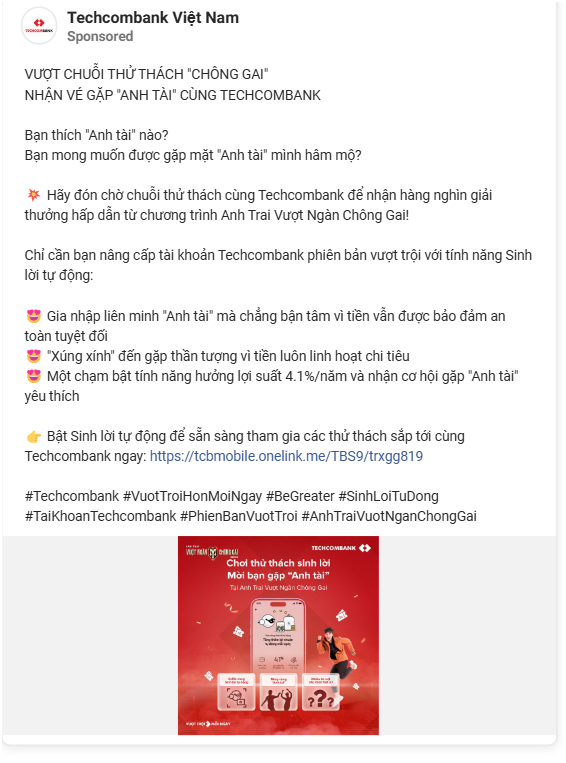 TECHCOMBANK
Techcombank Việt Nam
Sponsored
VƯỢT CHUỖI THỬ THÁCH "CHÔNG GAI"
NHẬN VÉ GẶP "ANH TÀI" CÙNG TECHCOMBANK
Bạn thích "Anh tài" nào?
Bạn mong muốn được gặp mặt "Anh tài" mình hâm mộ?
💥 Hãy đón chờ chuỗi thử thách cùng Techcombank để nhận hàng nghìn giải
thưởng hấp dẫn từ chương trình Anh Trai Vượt Ngàn Chông Gai!
Chỉ cần bạn nâng cấp tài khoản Techcombank phiên bản vượt trội với tính năng Sinh
lời tự động:
😍 Gia nhập liên minh "Anh tài" mà chẳng bận tâm vì tiền vẫn được bảo đảm an
toàn tuyệt đối
😍 "Xúng xính" đến gặp thần tượng vì tiền luôn linh hoạt chi tiêu
😍 Một chạm bật tính năng hưởng lợi suất 4.1%/năm và nhận cơ hội gặp "Anh tài"
yêu thích
👉 Bật Sinh lời tự động để sẵn sàng tham gia các thử thách sắp tới cùng
Techcombank ngay: https://tcbmobile.onelink.me/TBS9/trxgg819
#Techcombank #VuotTroiHonMoiNgay #BeGreater #SinhLoiTuDong
#TaiKhoanTechcombank #PhienBanVuotTroi #AnhTraiVuotNganChongGai
VƯỢT NGÀN CHÔNG GAI
TECHCOMBANK
Chơi thử thách sinh lời
Mời bạn gặp "Anh tài"
Tại Anh Trai Vượt Ngàn Chông Gai
???
VƯỢT TRỘI MỖI NGÀY